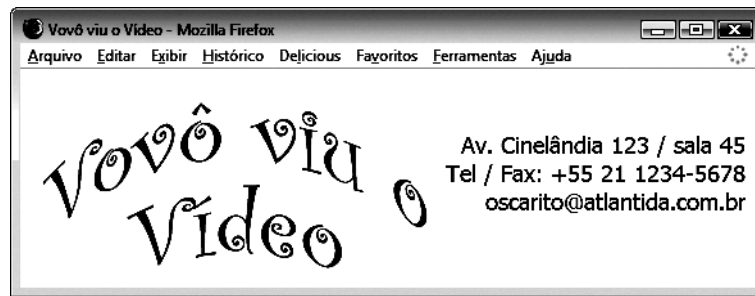 Vovô viu o Vídeo - Mozilla Firefox
Arquivo Editar Exibir Histórico Delicious Favoritos Ferramentas Ajuda
Vovô viu o
Vídeo
Av. Cinelândia 123 / sala 45
Tel / Fax: +55 21 1234-5678
oscarito@atlantida.com.br